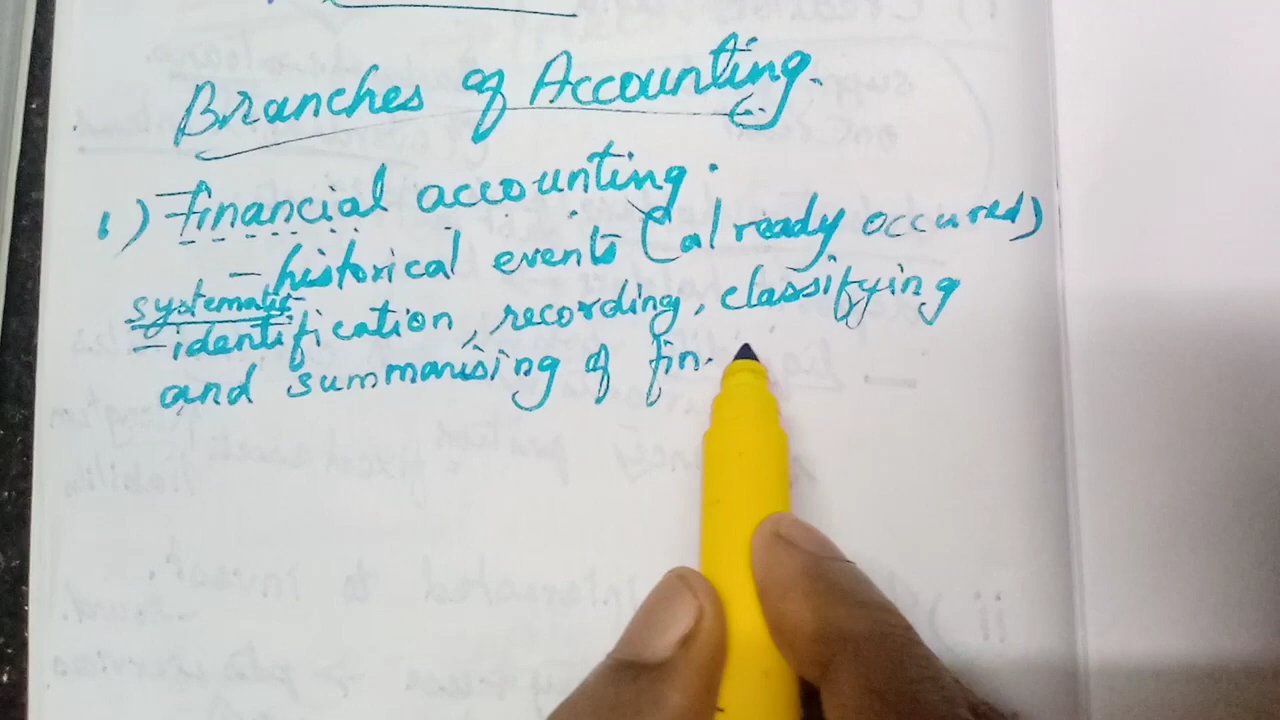 Branches of Accounting.
1) Financial accounting.
- historical events (already occured)
systematic
- identification, recording, classifying
and summarising of fin.